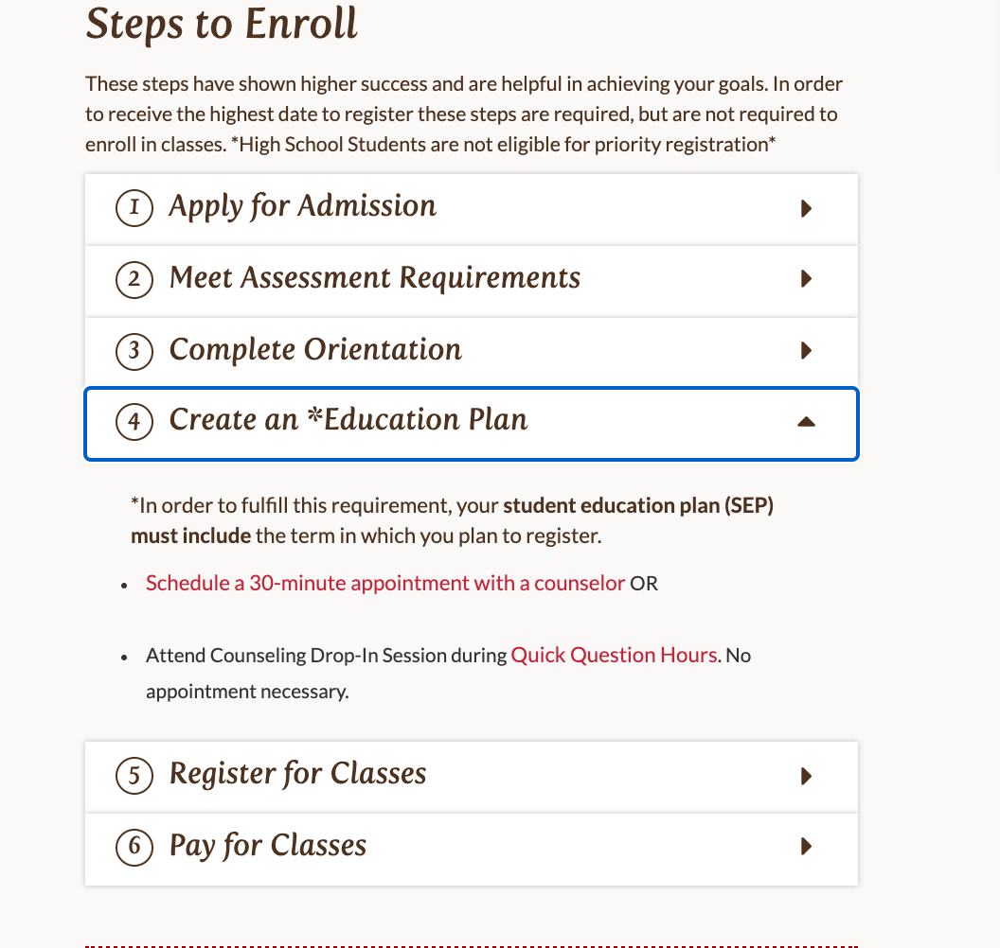 Steps to Enroll
These steps have shown higher success and are helpful in achieving your goals. In order
to receive the highest date to register these steps are required, but are not required to
enroll in classes. *High School Students are not eligible for priority registration*
1 Apply for Admission
2 Meet Assessment Requirements
3 Complete Orientation
4 Create an *Education Plan
*In order to fulfill this requirement, your student education plan (SEP)
must include the term in which you plan to register.
• Schedule a 30-minute appointment with a counselor OR
• Attend Counseling Drop-In Session during Quick Question Hours. No
appointment necessary.
5 Register for Classes
6 Pay for Classes